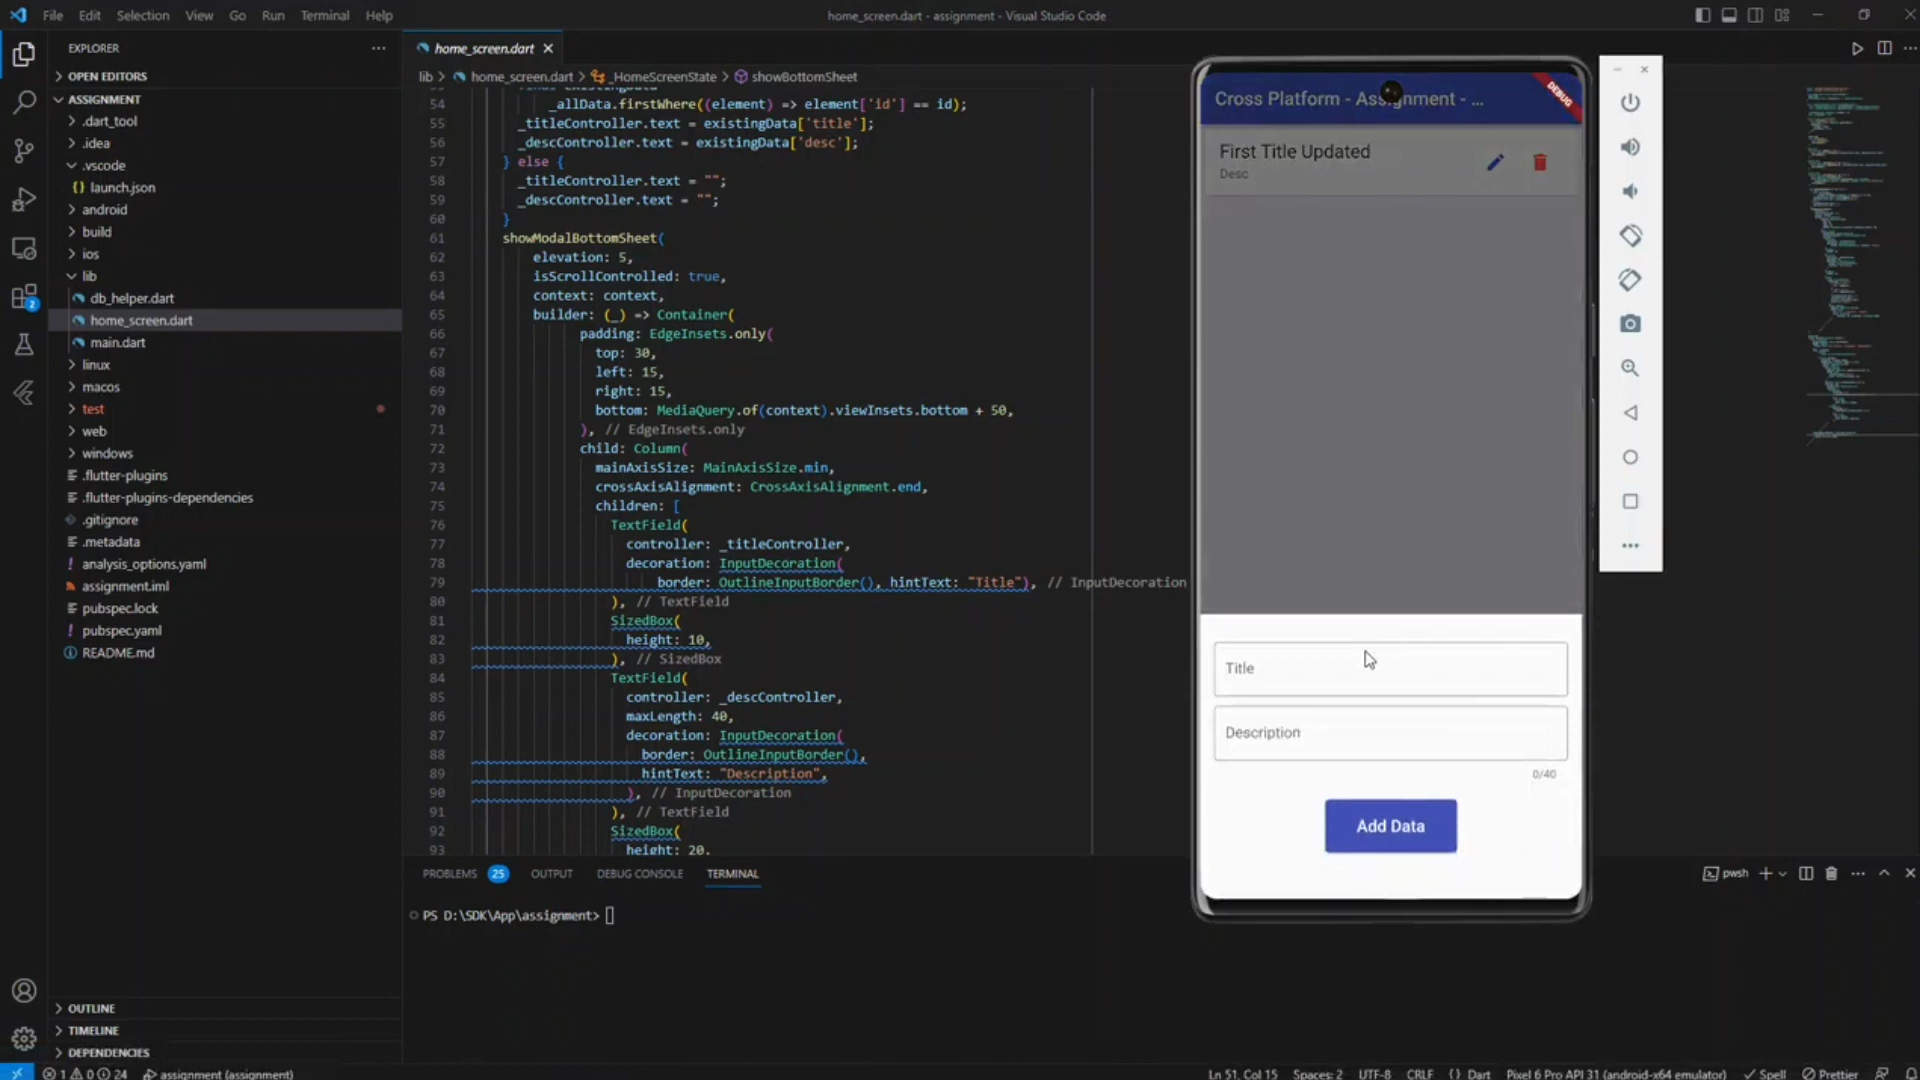 File Edit Selection View Go Run Terminal Help
home_screen.dart - assignment - Visual Studio Code
EXPLORER
OPEN EDITORS
ASSIGNMENT
.dart_tool
.idea
.vscode
launch.json
android
build
ios
lib
db_helper.dart
home_screen.dart
main.dart
linux
macos
test
web
windows
.flutter-plugins
.flutter-plugins-dependencies
.gitignore
.metadata
analysis_options.yaml
assignment.iml
pubspec.lock
pubspec.yaml
README.md
OUTLINE
TIMELINE
DEPENDENCIES
2
home_screen.dart
lib > home_screen.dart > _HomeScreenState > showBottomSheet
54 _allData.firstWhere((element) => element['id'] == id);
55 _titleController.text = existingData['title'];
56 _descController.text = existingData['desc'];
57 } else {
58 _titleController.text = "";
59 _descController.text = "";
60 }
61 showModalBottomSheet(
62 elevation: 5,
63 isScrollControlled: true,
64 context: context,
65 builder: (_) => Container(
66 padding: EdgeInsets.only(
67 top: 30,
68 left: 15,
69 right: 15,
70 bottom: MediaQuery.of(context).viewInsets.bottom + 50,
71 ), // EdgeInsets.only
72 child: Column(
73 mainAxisSize: MainAxisSize.min,
74 crossAxisAlignment: CrossAxisAlignment.end,
75 children: [
76 TextField(
77 controller: _titleController,
78 decoration: InputDecoration(
79 border: OutlineInputBorder(), hintText: "Title"), // InputDecoration
80 ), // TextField
81 SizedBox(
82 height: 10,
83 ), // SizedBox
84 TextField(
85 controller: _descController,
86 maxLength: 40,
87 decoration: InputDecoration(
88 border: OutlineInputBorder(),
89 hintText: "Description",
90 ), // InputDecoration
91 ), // TextField
92 SizedBox(
93 height: 20,
PROBLEMS 25 OUTPUT DEBUG CONSOLE TERMINAL
pwsh
PS D:\SDK\App\assignment>
Cross Platform - Assignment - ...
DEBUG
First Title Updated
Desc
Title
Description
0/40
Add Data
1 0 24 assignment (assignment)
Ln 51, Col 15 Spaces: 2 UTF-8 CRLF {} Dart Pixel 6 Pro API 31 (android-x64 emulator) Spell Prettier